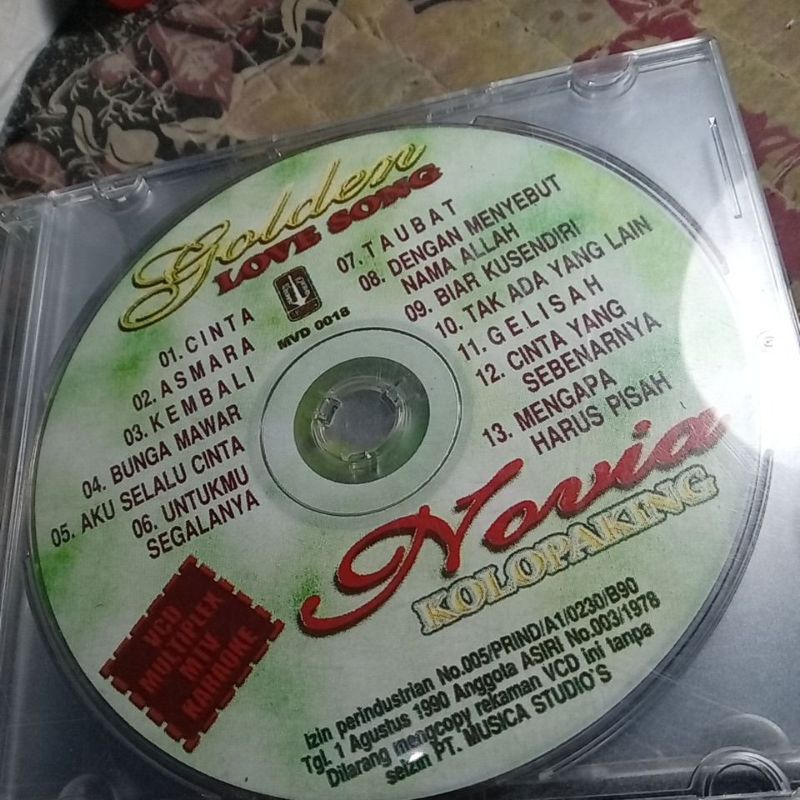 Golden
LOVE SONG
MVD 0018
01. CINTA
02. ASMARA
03. KEMBALI
04. BUNGA MAWAR
05. AKU SELALU CINTA
06. UNTUKMU
SEGALANYA
07. TAUBAT
08. DENGAN MENYEBUT
NAMA ALLAH
09. BIAR KUSENDIRI
10. TAK ADA YANG LAIN
11. GELISAH
12. CINTA YANG
SEBENARNYA
13. MENGAPA
HARUS PISAH
Novia
KOLOPAKING
VCD
MULTIPLEX
MTV
KARAOKE
Izin perindustrian No.005/PRIND/A1/0230/B90
Tgl. 1 Agustus 1990 Anggota ASIRI No.003/1978
Dilarang mengcopy rekaman VCD ini tanpa
seizin PT. MUSICA STUDIO'S